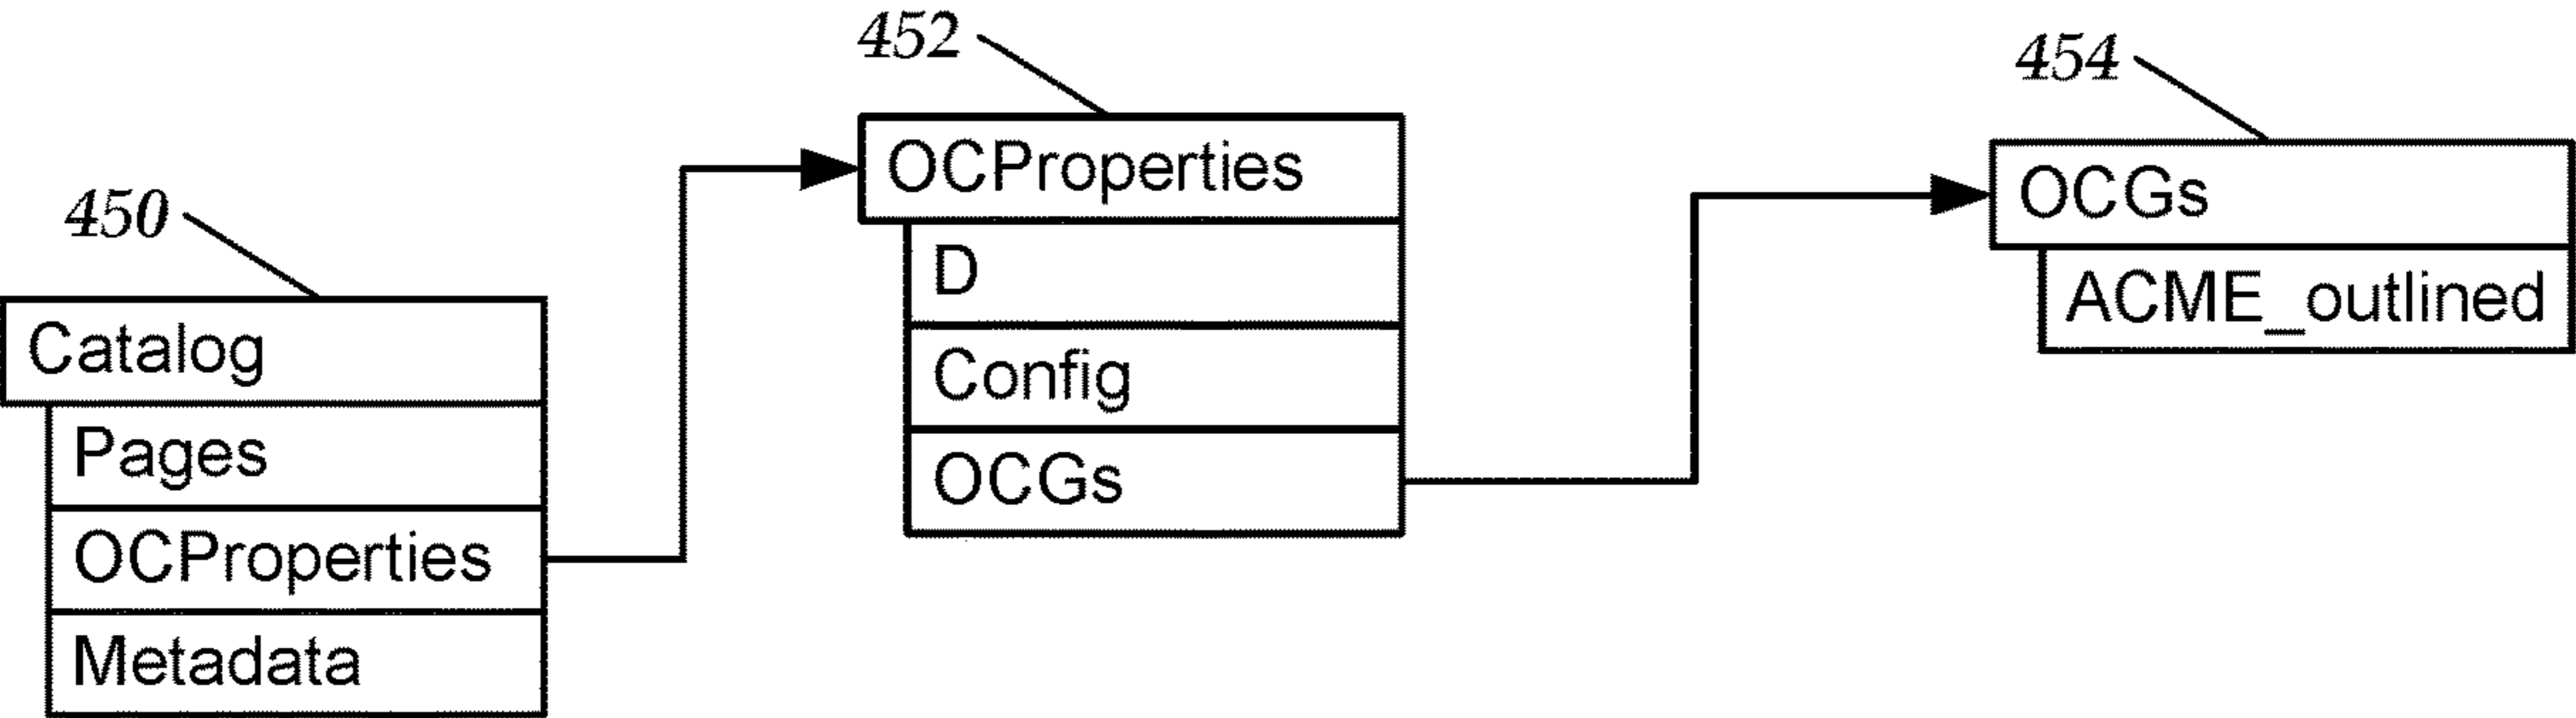 450
Catalog
Pages
OCProperties
Metadata
452
OCProperties
D
Config
OCGs
454
OCGs
ACME_outlined